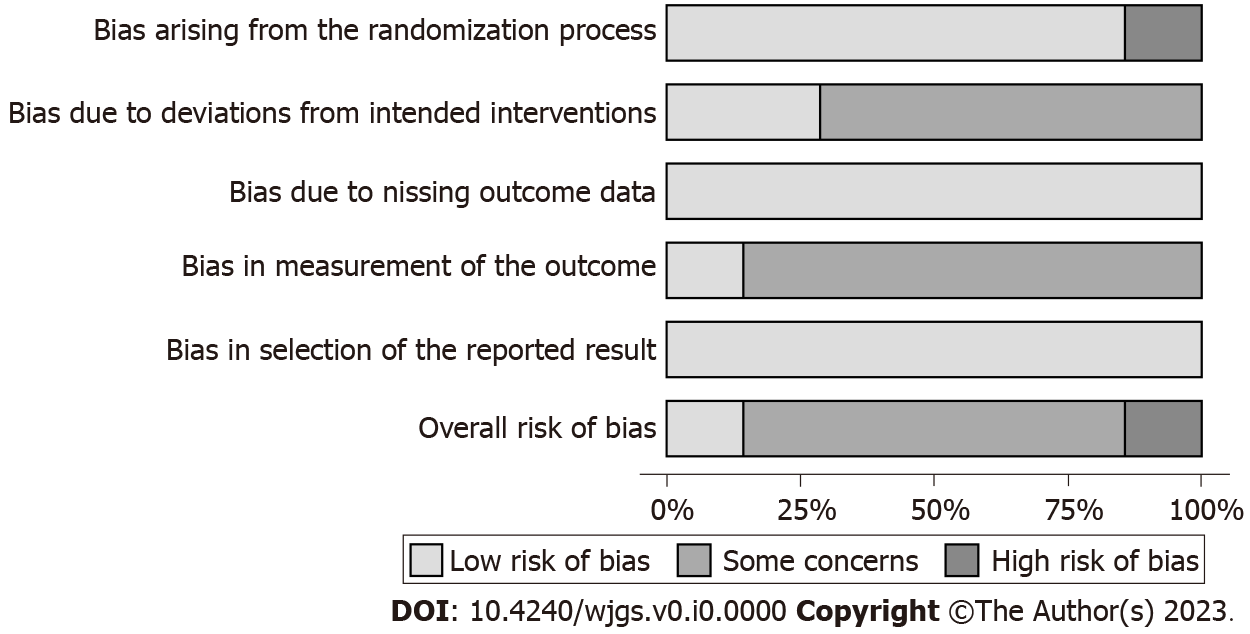 Bias arising from the randomization process
Bias due to deviations from intended interventions
Bias due to nissing outcome data
Bias in measurement of the outcome
Bias in selection of the reported result
Overall risk of bias
0% 25% 50% 75% 100%
Low risk of bias Some concerns High risk of bias
DOI: 10.4240/wjgs.v0.i0.0000 Copyright ©The Author(s) 2023.